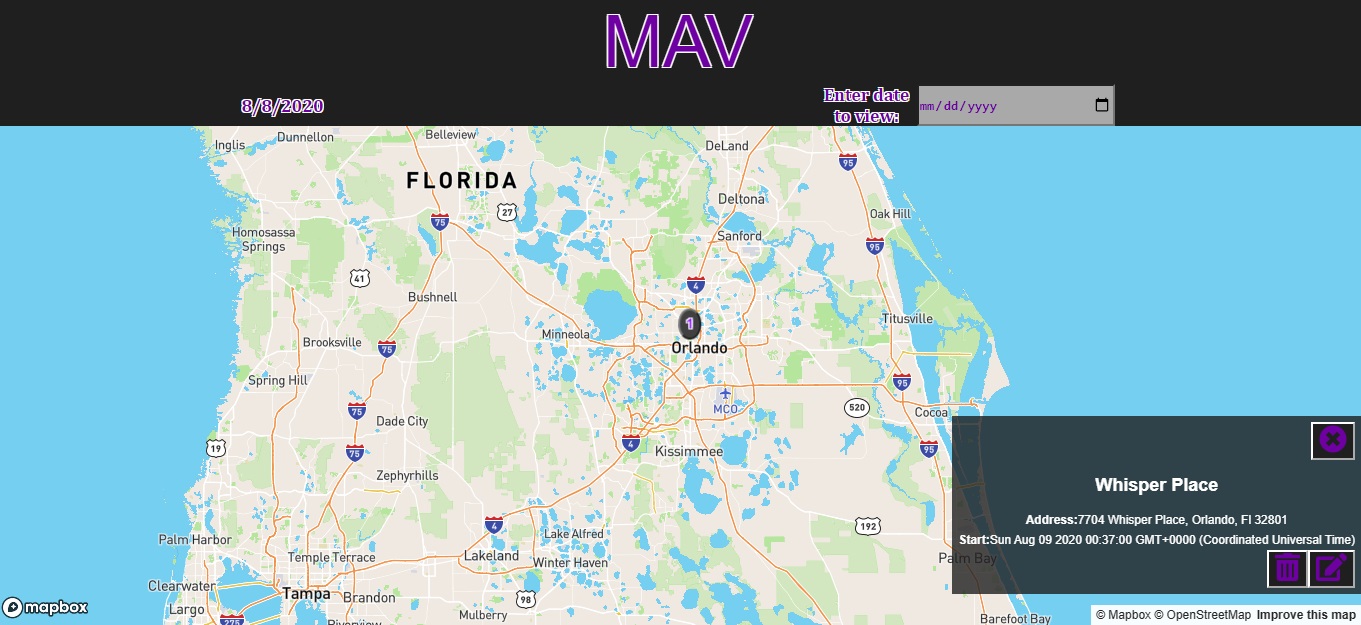 MAV
8/8/2020
Enter date
to view:
mm/dd/yyyy
Inglis
Dunnellon
Belleview
DeLand
95
FLORIDA
27
75
Deltona
Oak Hill
Homosassa
Springs
Sanford
95
41
4
Bushnell
1
Titusville
Brooksville
75
Minneola
Orlando
Spring Hill
95
MCO
520
Cocoa
75
Dade City
19
75
4
Kissimmee
95
Zephyrhills
Whisper Place
Address:7704 Whisper Place, Orlando, Fl 32801
Start:Sun Aug 09 2020 00:37:00 GMT+0000 (Coordinated Universal Time)
4
192
Palm Harbor
Lake Alfred
Temple Terrace
Lakeland
Winter Haven
Palm Bay
Clearwater
Tampa
Brandon
98
mapbox
Largo
275
Riverview
Mulberry
Barefoot Bay
© Mapbox © OpenStreetMap Improve this map